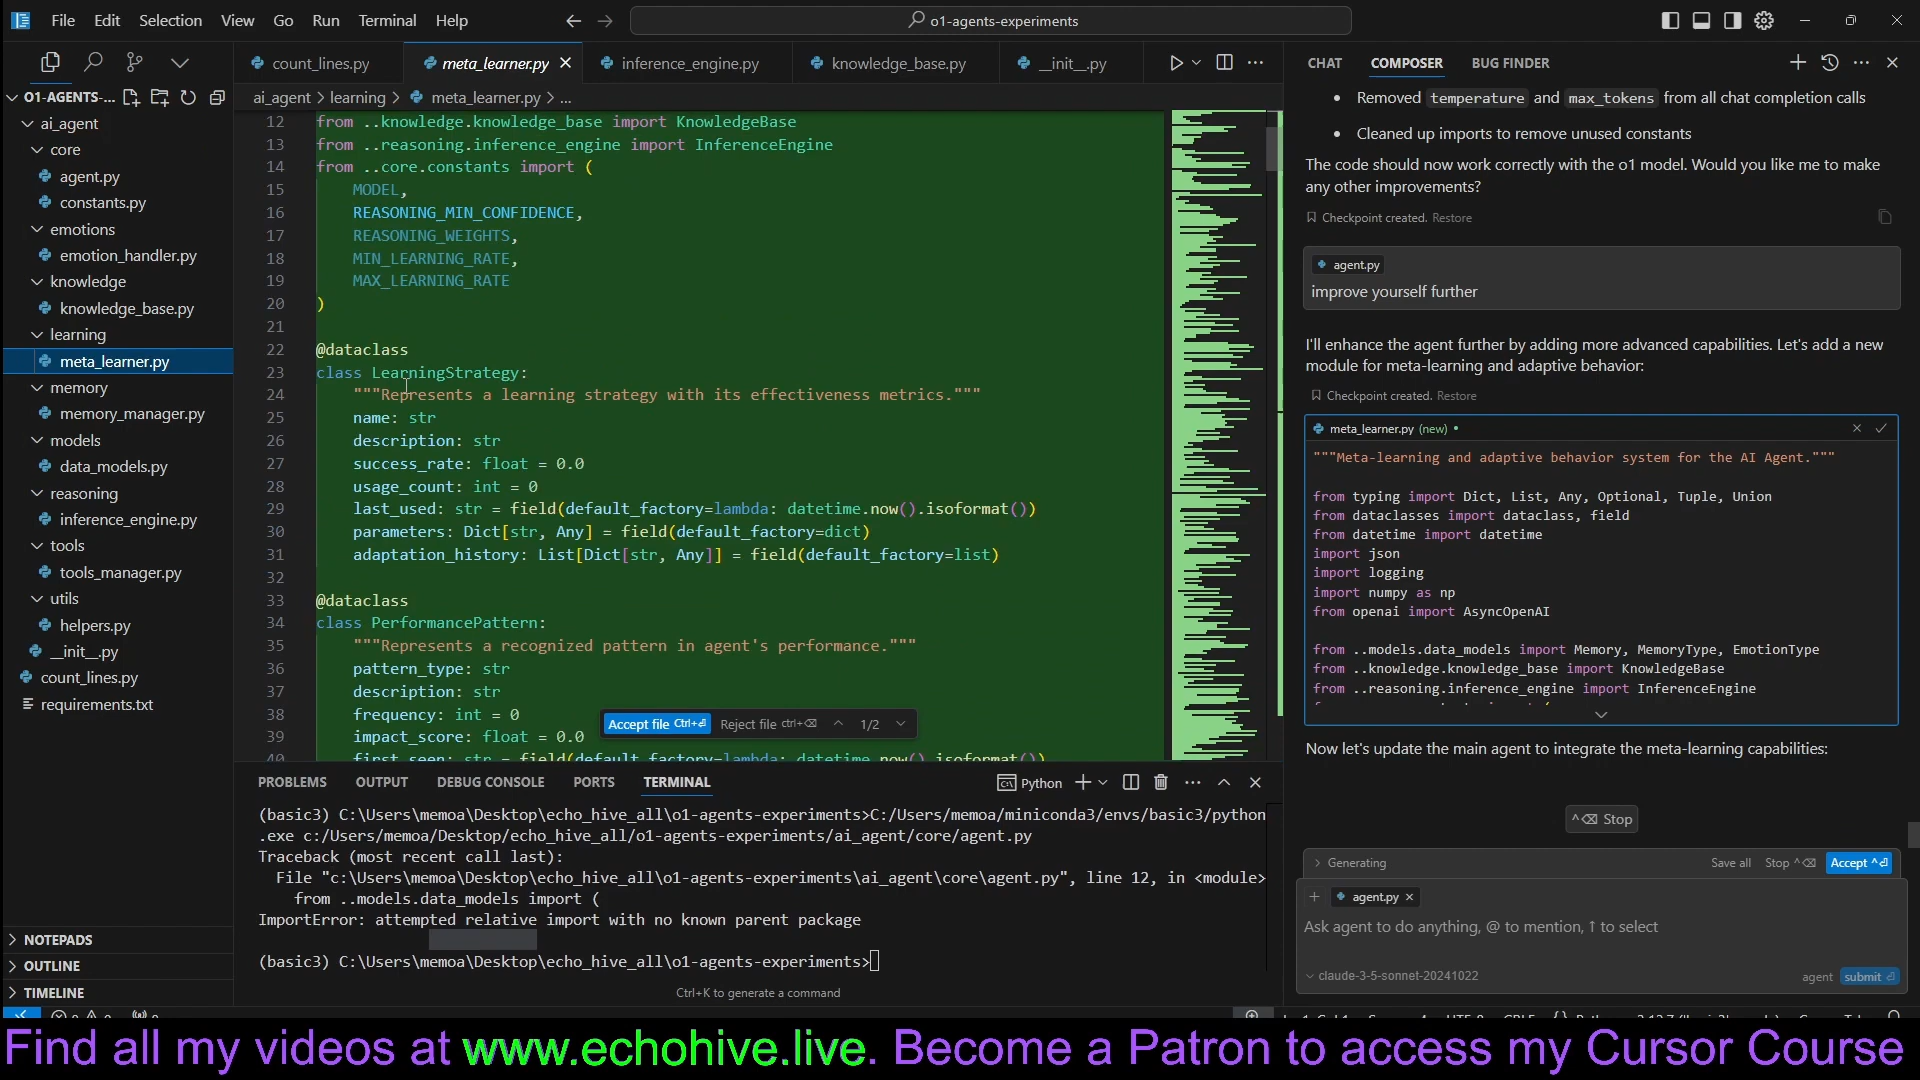 File Edit Selection View Go Run Terminal Help
o1-agents-experiments
O1-AGENTS-...
ai_agent
core
agent.py
constants.py
emotions
emotion_handler.py
knowledge
knowledge_base.py
learning
meta_learner.py
memory
memory_manager.py
models
data_models.py
reasoning
inference_engine.py
tools
tools_manager.py
utils
helpers.py
__init__.py
count_lines.py
requirements.txt
NOTEPADS
OUTLINE
TIMELINE
count_lines.py meta_learner.py inference_engine.py knowledge_base.py __init__.py
ai_agent > learning > meta_learner.py > ...
12 from ..knowledge.knowledge_base import KnowledgeBase
13 from ..reasoning.inference_engine import InferenceEngine
14 from ..core.constants import (
15 MODEL,
16 REASONING_MIN_CONFIDENCE,
17 REASONING_WEIGHTS,
18 MIN_LEARNING_RATE,
19 MAX_LEARNING_RATE
20 )
21
22 @dataclass
23 class LearningStrategy:
24 """Represents a learning strategy with its effectiveness metrics."""
25 name: str
26 description: str
27 success_rate: float = 0.0
28 usage_count: int = 0
29 last_used: str = field(default_factory=lambda: datetime.now().isoformat())
30 parameters: Dict[str, Any] = field(default_factory=dict)
31 adaptation_history: List[Dict[str, Any]] = field(default_factory=list)
32
33 @dataclass
34 class PerformancePattern:
35 """Represents a recognized pattern in agent's performance."""
36 pattern_type: str
37 description: str
38 frequency: int = 0
39 impact_score: float = 0.0
40 first_seen: str = field(default_factory=lambda: datetime.now().isoformat())
Accept file Ctrl+⏎ Reject file ctrl+⌫ 1/2
PROBLEMS OUTPUT DEBUG CONSOLE PORTS TERMINAL Python
(basic3) C:\Users\memoa\Desktop\echo_hive_all\o1-agents-experiments>C:/Users/memoa/miniconda3/envs/basic3/python
.exe c:/Users/memoa/Desktop/echo_hive_all/o1-agents-experiments/ai_agent/core/agent.py
Traceback (most recent call last):
File "c:\Users\memoa\Desktop\echo_hive_all\o1-agents-experiments\ai_agent\core\agent.py", line 12, in <module>
from ..models.data_models import (
ImportError: attempted relative import with no known parent package
(basic3) C:\Users\memoa\Desktop\echo_hive_all\o1-agents-experiments>
Ctrl+K to generate a command
CHAT COMPOSER BUG FINDER
• Removed temperature and max_tokens from all chat completion calls
• Cleaned up imports to remove unused constants
The code should now work correctly with the o1 model. Would you like me to make
any other improvements?
Checkpoint created. Restore
agent.py
improve yourself further
I'll enhance the agent further by adding more advanced capabilities. Let's add a new
module for meta-learning and adaptive behavior:
Checkpoint created. Restore
meta_learner.py (new) •
"""Meta-learning and adaptive behavior system for the AI Agent."""
from typing import Dict, List, Any, Optional, Tuple, Union
from dataclasses import dataclass, field
from datetime import datetime
import json
import logging
import numpy as np
from openai import AsyncOpenAI
from ..models.data_models import Memory, MemoryType, EmotionType
from ..knowledge.knowledge_base import KnowledgeBase
from ..reasoning.inference_engine import InferenceEngine
Now let's update the main agent to integrate the meta-learning capabilities:
^⌫ Stop
> Generating Save all Stop ^⌫ Accept ^⏎
+ agent.py ×
Ask agent to do anything, @ to mention, ↑ to select
claude-3-5-sonnet-20241022 agent submit ⏎
Find all my videos at www.echohive.live. Become a Patron to access my Cursor Course